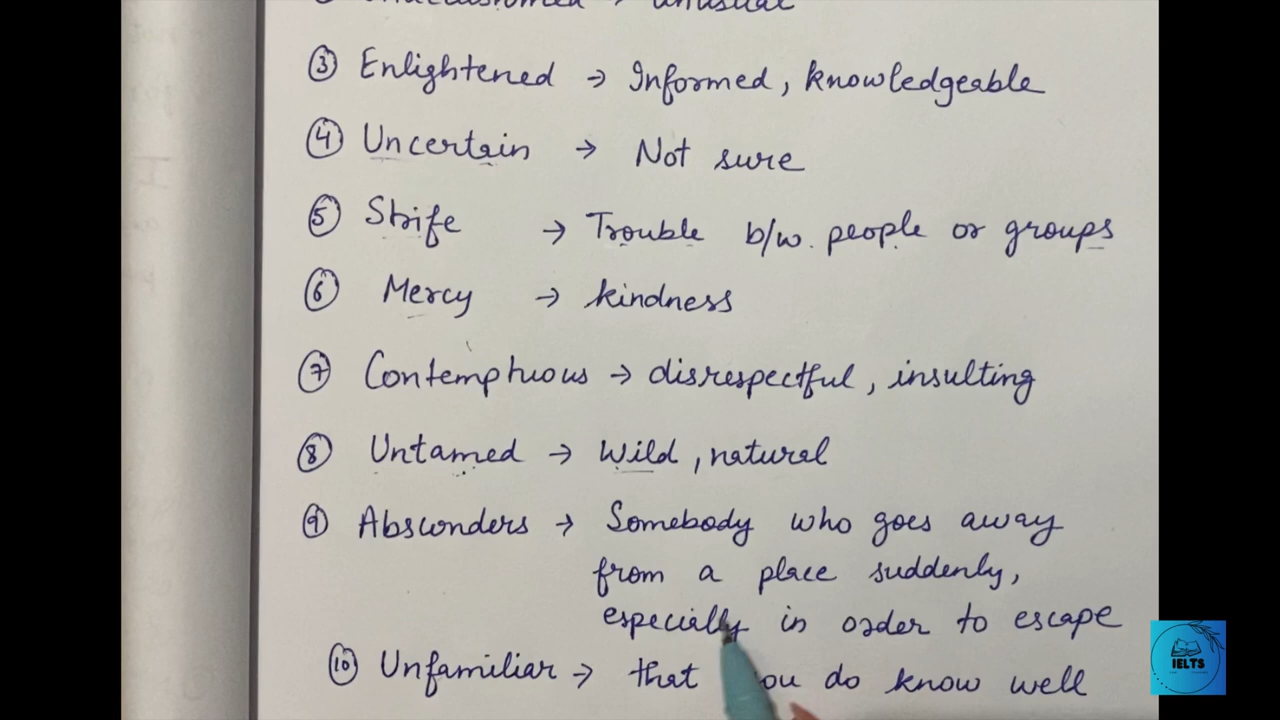 unusual
③ Enlightened → Informed, knowledgeable
④ Uncertain → Not sure
⑤ Strife → Trouble b/w. people or groups
⑥ Mercy → kindness
⑦ Contemptuous → disrespectful, insulting
⑧ Untamed → Wild, natural
⑨ Absconders → Somebody who goes away
from a place suddenly,
especially in order to escape
⑩ Unfamiliar → that do know well
IELTS